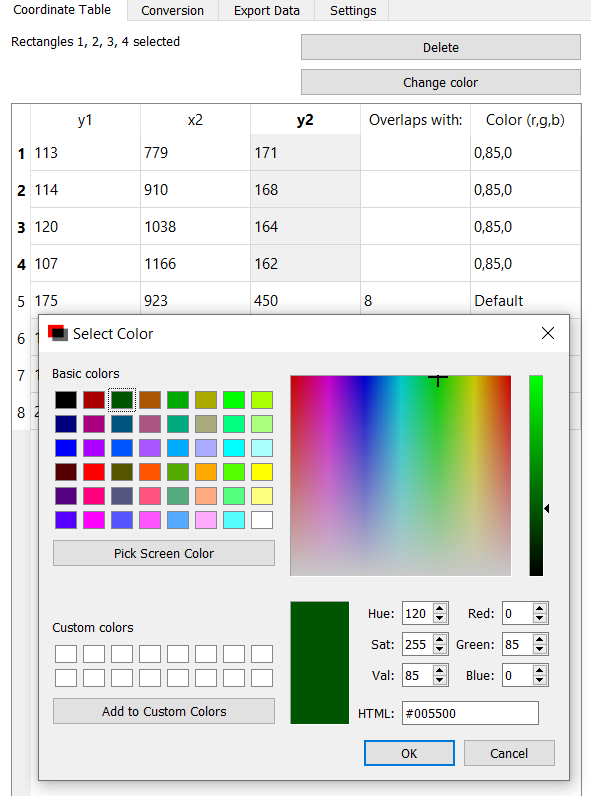 Coordinate Table Conversion Export Data Settings
Rectangles 1, 2, 3, 4 selected
Delete
Change color
y1 x2 y2 Overlaps with: Color (r,g,b)
1 113 779 171 0,85,0
2 114 910 168 0,85,0
3 120 1038 164 0,85,0
4 107 1166 162 0,85,0
5 175 923 450 8 Default
6
7
8
Select Color
Basic colors
Pick Screen Color
Custom colors
Add to Custom Colors
Hue: 120 Red: 0
Sat: 255 Green: 85
Val: 85 Blue: 0
HTML: #005500
OK Cancel